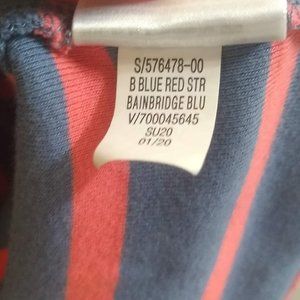 S/576478-00
B BLUE RED STR
BAINBRIDGE BLU
V/700045645
SU20
01/20